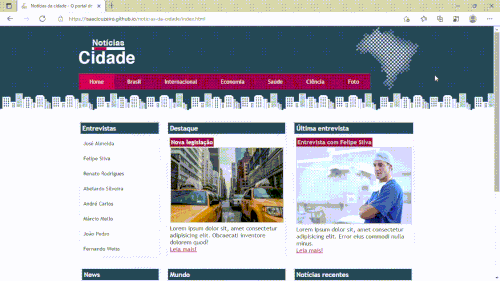 Notícias da cidade - O portal d
https://isaeciosalmi.github.io/noticias-da-cidade/index.html
Notícias
Cidade
Home Brasil Internacional Economia Saúde Ciência Foto
Entrevistas
José Almeida
Felipe Silva
Renato Rodrigues
Abelardo Silveira
André Carlos
Márcio Mello
João Pedro
Fernando Weiss
Destaque
Nova legislação
Lorem ipsum dolor sit, amet consectetur
adipisicing elit. Obcaecati inventore
dolorem quod!
Leia mais!
Última entrevista
Entrevista com Felipe Silva
Lorem ipsum dolor sit, amet consectetur
adipisicing elit. Error eius commodi nulla
minus.
Leia mais!
News
Mundo
Notícias recentes